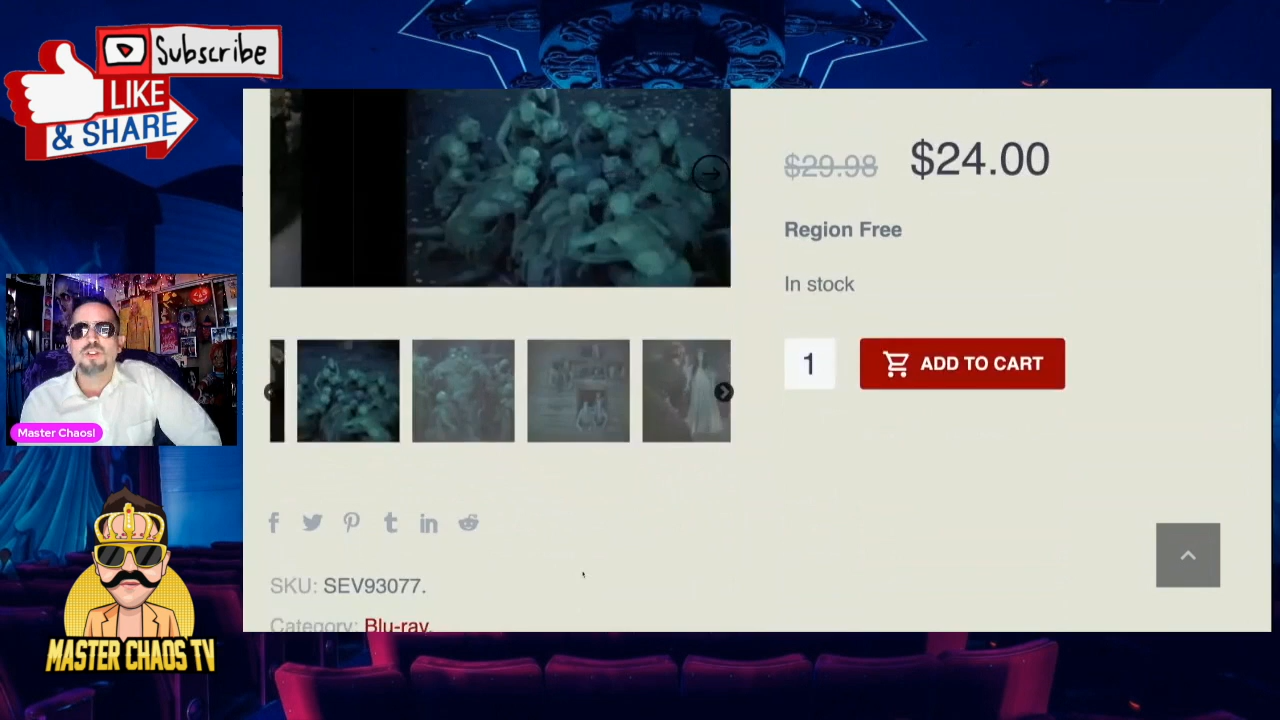 Subscribe
LIKE
& SHARE
$29.98 $24.00
Region Free
In stock
1 ADD TO CART
Master Chaos!
SKU: SEV93077.
Category: Blu-ray.
MASTER CHAOS TV